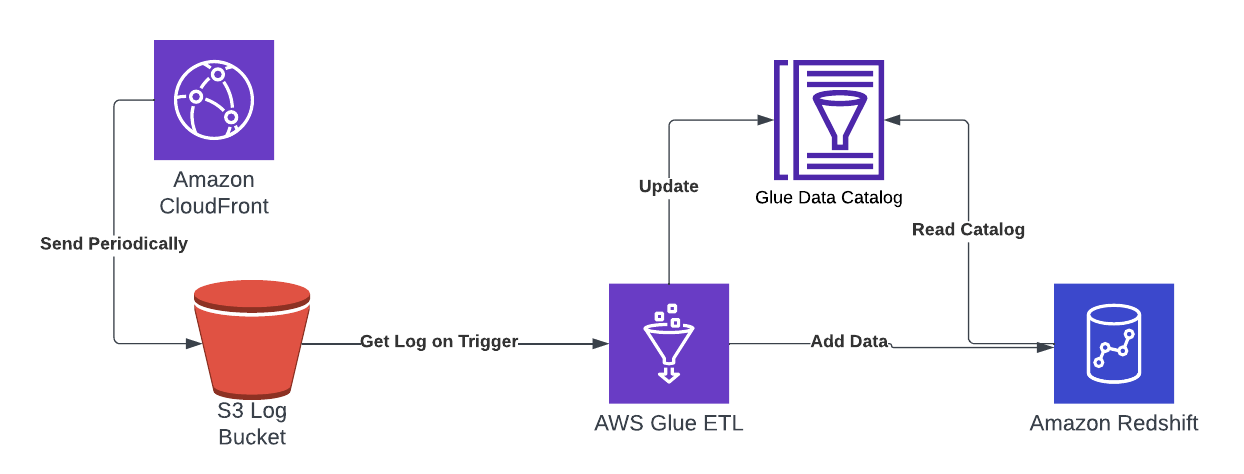 Amazon
CloudFront
Send Periodically
S3 Log
Bucket
Get Log on Trigger
AWS Glue ETL
Update
Glue Data Catalog
Add Data
Read Catalog
Amazon Redshift